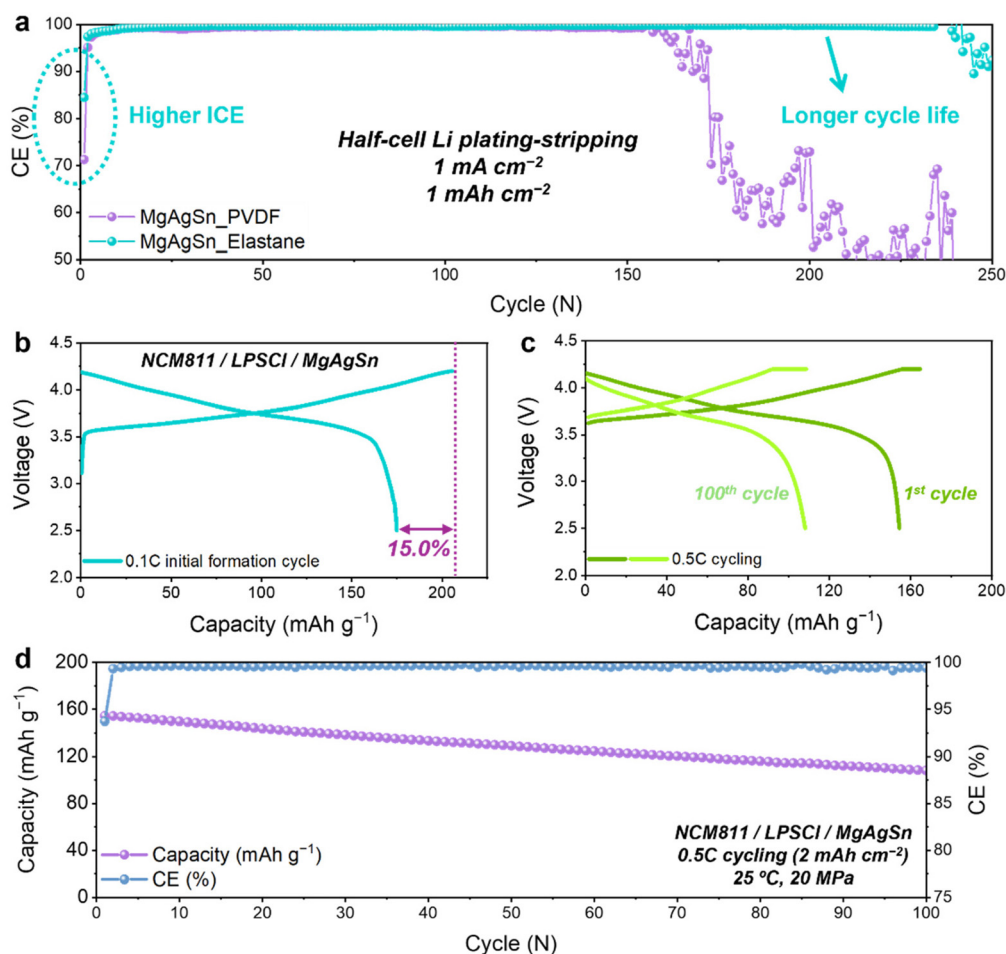 a
CE (%)
100
90
80
70
60
50
Higher ICE
Half-cell Li plating-stripping
1 mA cm⁻²
1 mAh cm⁻²
Longer cycle life
MgAgSn_PVDF
MgAgSn_Elastane
0
50
100
150
200
250
Cycle (N)
b
Voltage (V)
4.5
4.0
3.5
3.0
2.5
2.0
NCM811 / LPSCl / MgAgSn
15.0%
0.1C initial formation cycle
0
50
100
150
200
Capacity (mAh g⁻¹)
c
Voltage (V)
4.5
4.0
3.5
3.0
2.5
2.0
100th cycle
1st cycle
0.5C cycling
0
40
80
120
160
200
Capacity (mAh g⁻¹)
d
Capacity (mAh g⁻¹)
200
160
120
80
40
0
Capacity (mAh g⁻¹)
CE (%)
NCM811 / LPSCl / MgAgSn
0.5C cycling (2 mAh cm⁻²)
25 ºC, 20 MPa
100
95
90
85
80
75
CE (%)
0
10
20
30
40
50
60
70
80
90
100
Cycle (N)